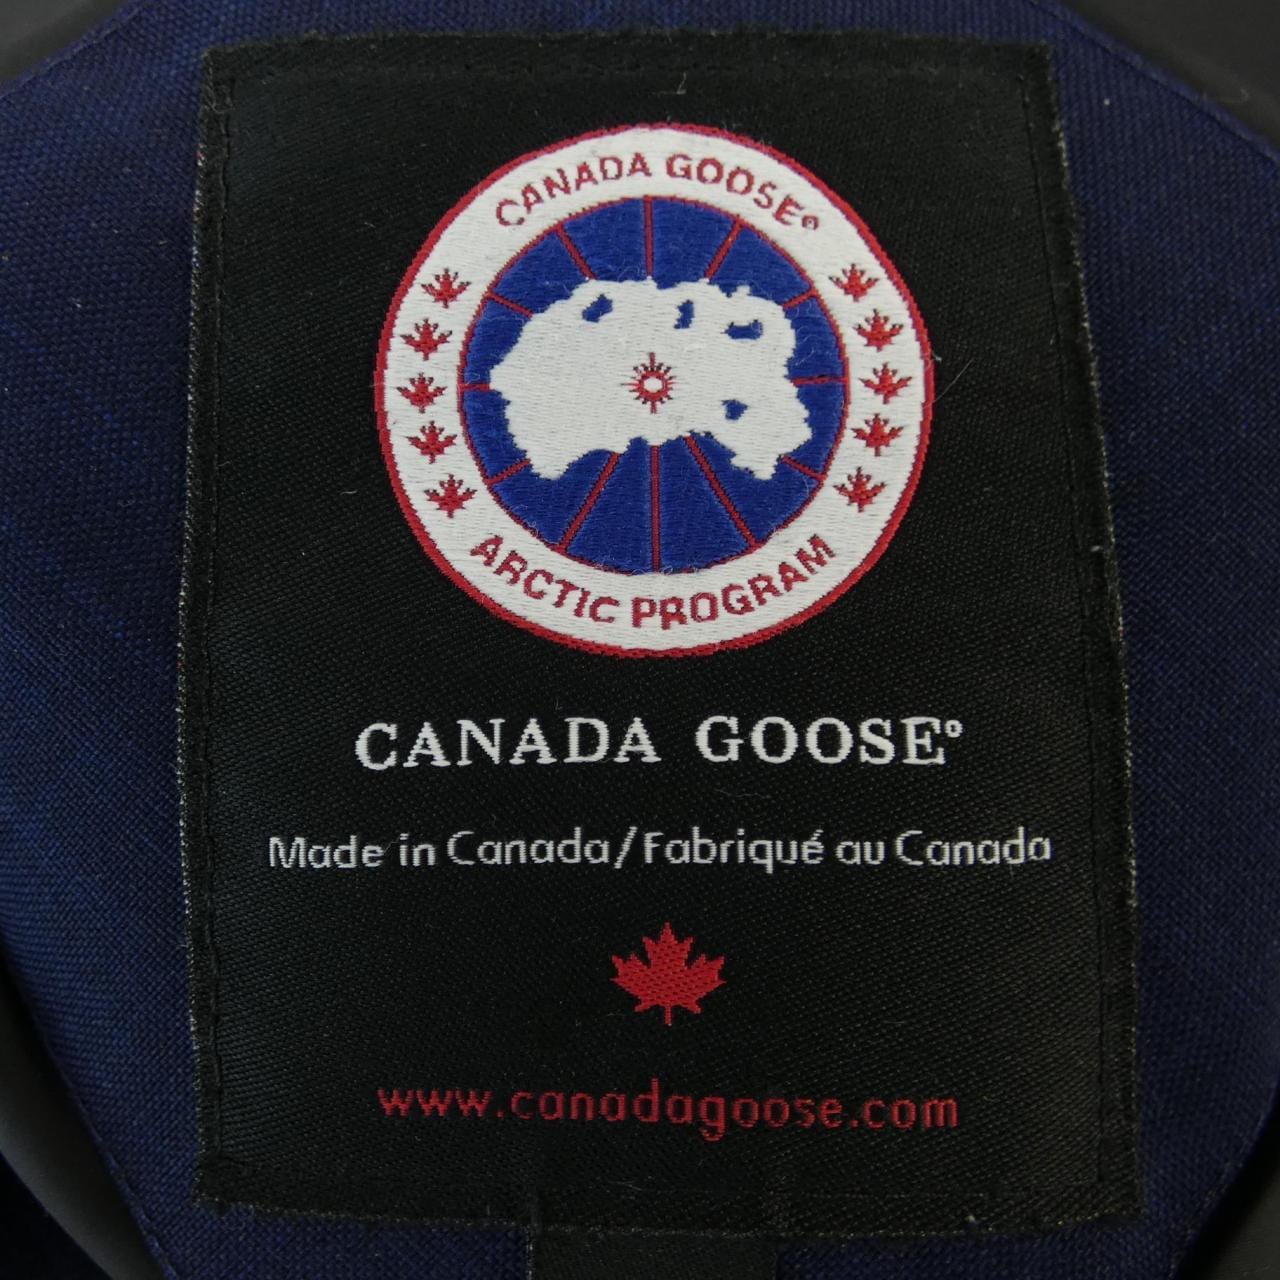 CANADA GOOSE®
ARCTIC PROGRAM
CANADA GOOSE®
Made in Canada/Fabriqué au Canada
www.canadagoose.com